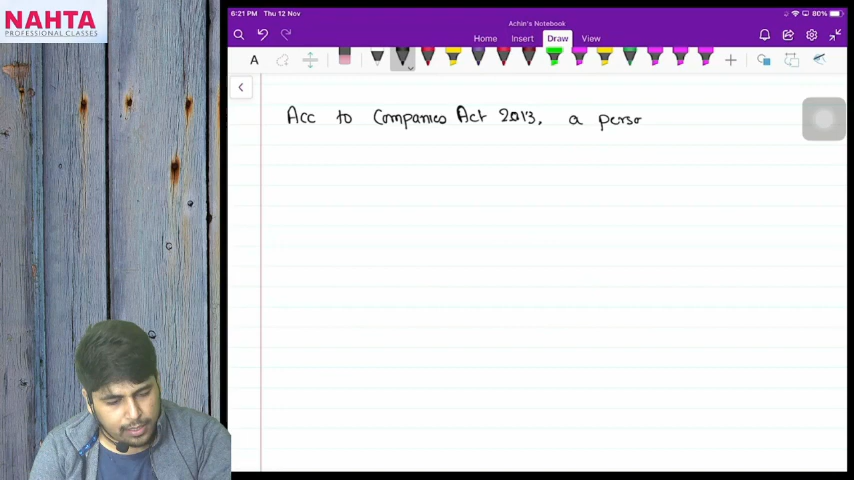 NAHTA
PROFESSIONAL CLASSES
6:21 PM Thu 12 Nov
80%
Achin's Notebook
Home Insert Draw View
A
Acc to Companies Act 2013, a perso